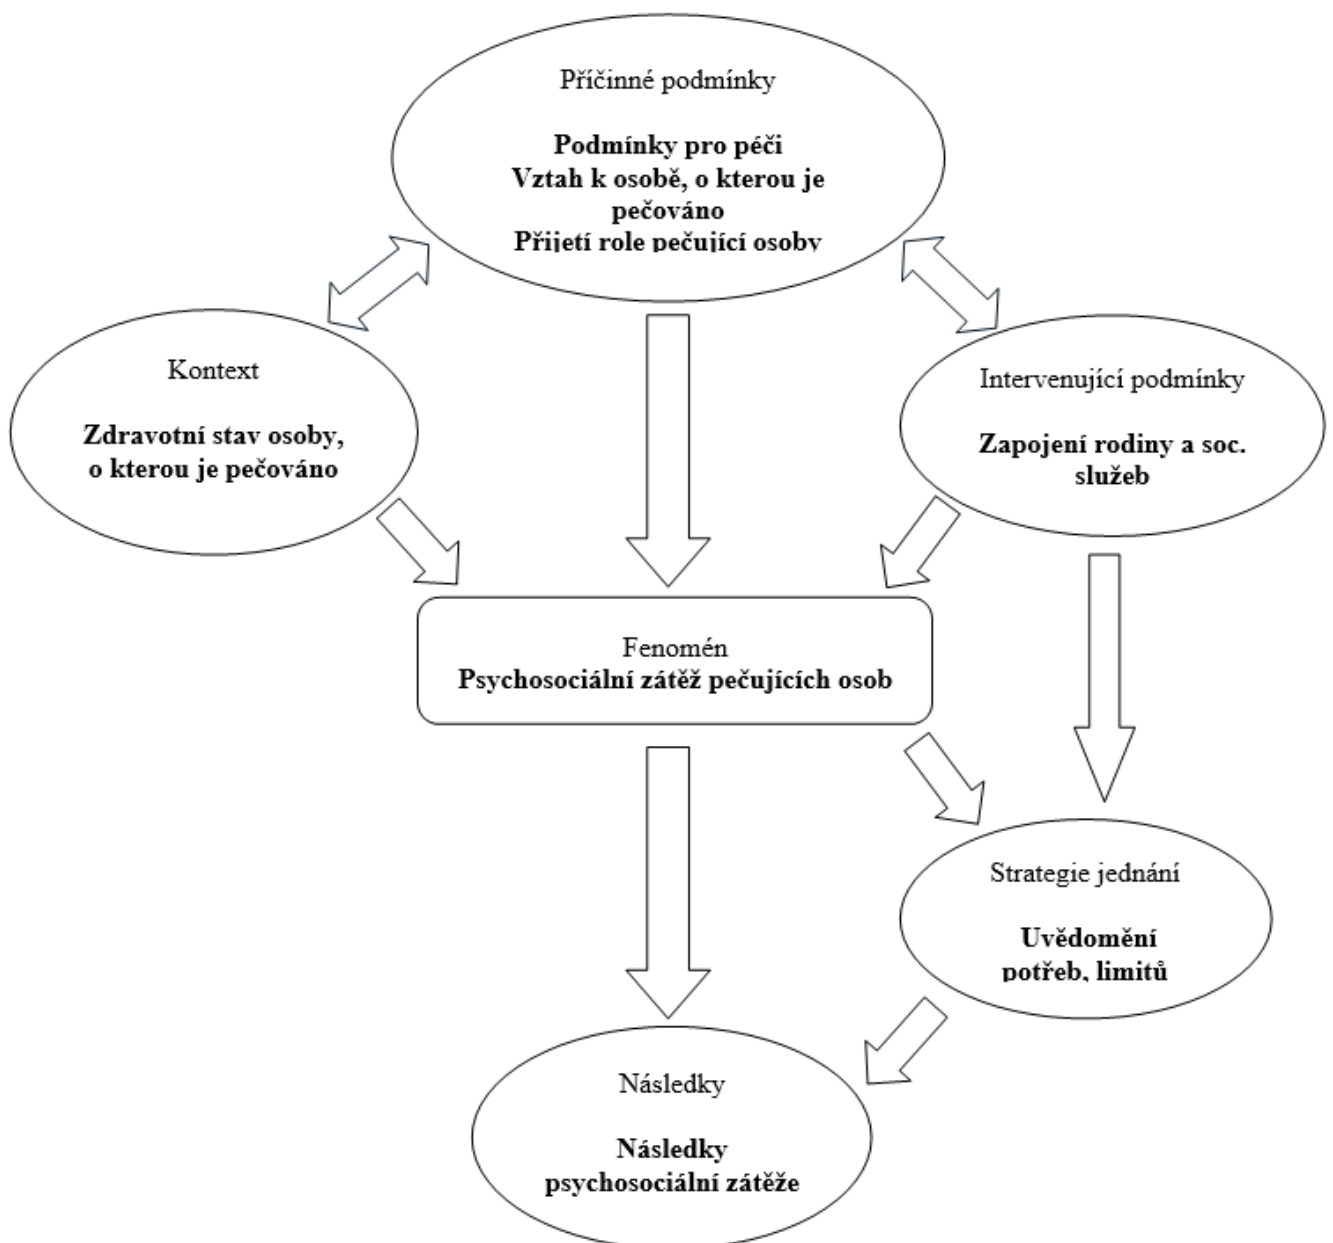 Příčinné podmínky
Podmínky pro péči
Vztah k osobě, o kterou je
pečováno
Přijetí role pečující osoby
Kontext
Zdravotní stav osoby,
o kterou je pečováno
Intervenující podmínky
Zapojení rodiny a soc.
služeb
Fenomén
Psychosociální zátěž pečujících osob
Strategie jednání
Uvědomění
potřeb, limitů
Následky
Následky
psychosociální zátěže